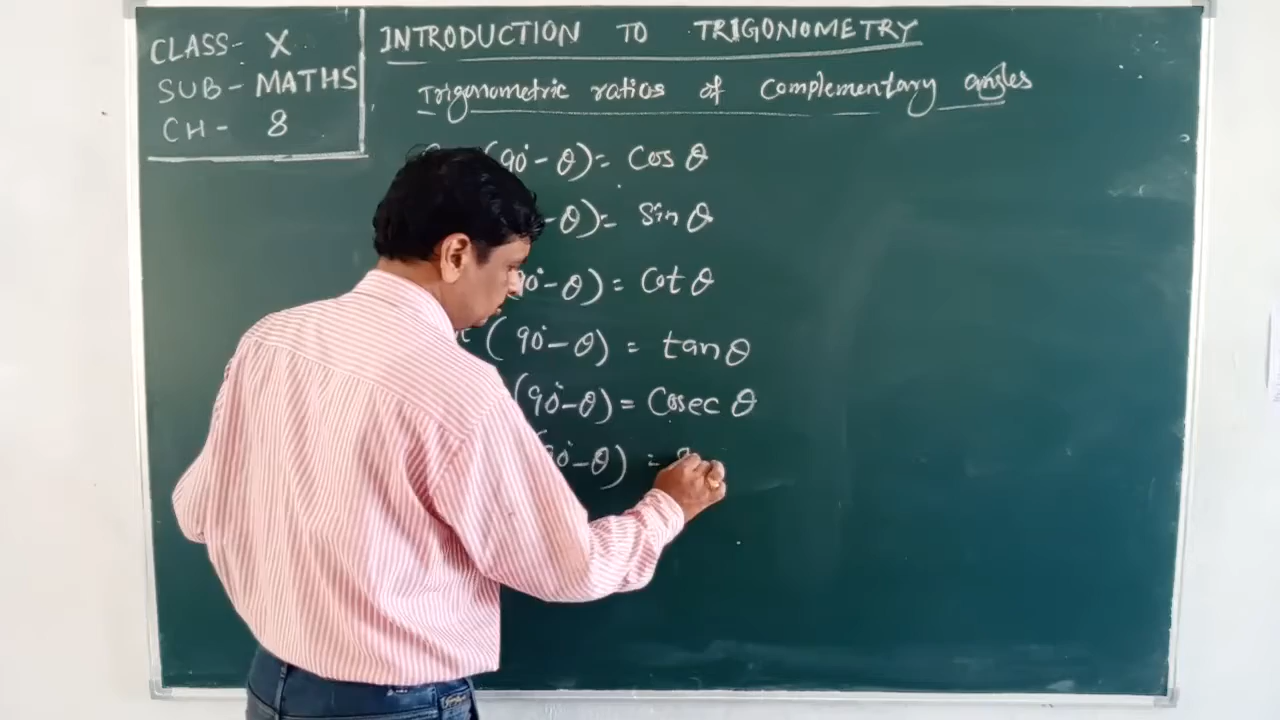 CLASS- X
SUB- MATHS
CH- 8
INTRODUCTION TO TRIGONOMETRY
Trigonometric ratios of Complementary angles
(90°-θ)= Cos θ
-θ)= Sin θ
0°-θ)= Cot θ
(90°-θ) = tan θ
(90°-θ)= Cosec θ
90°-θ) =